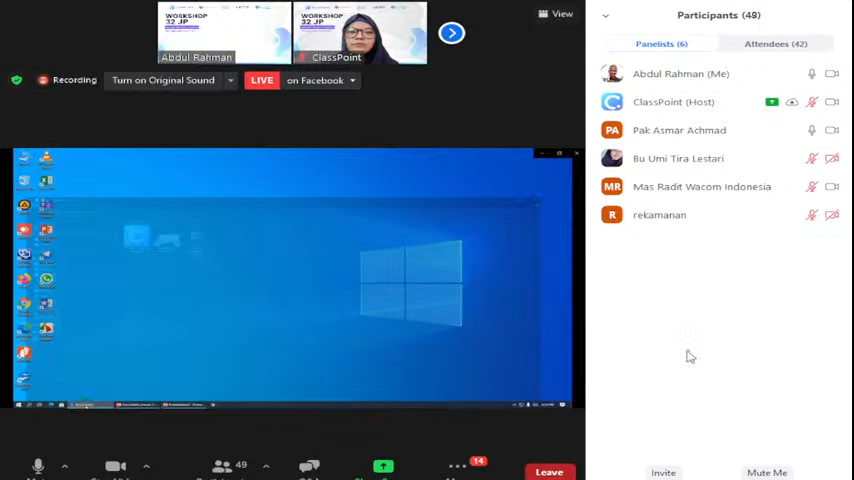 WORKSHOP
32 JP
Abdul Rahman
WORKSHOP
32 JP
ClassPoint
View
Recording
Turn on Original Sound
LIVE
on Facebook
Participants (49)
Panelists (6)
Attendees (42)
Abdul Rahman (Me)
ClassPoint (Host)
PA
Pak Asmar Achmad
Bu Umi Tira Lestari
MR
Mas Radit Wacom Indonesia
R
rekamanan
49
14
Leave
Invite
Mute Me